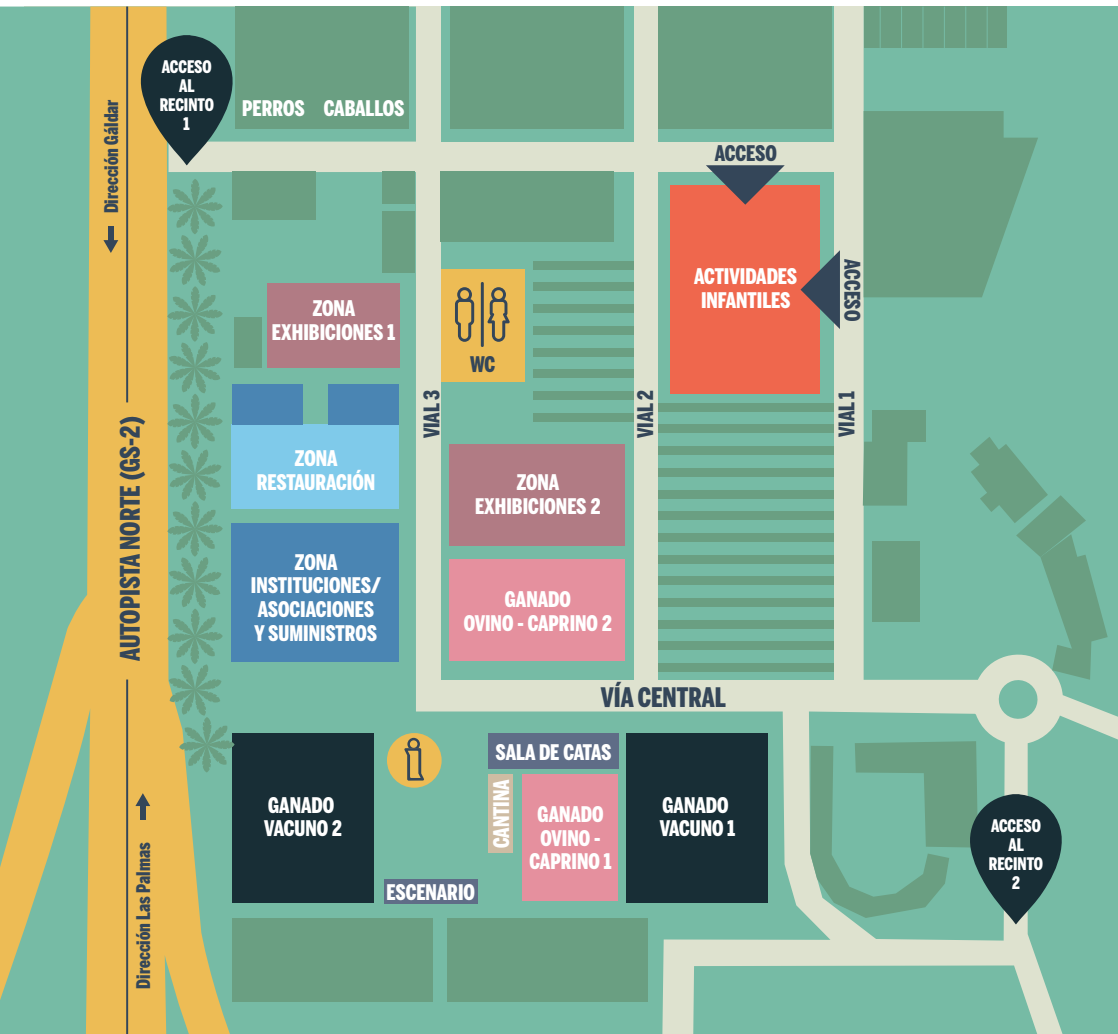 ACCESO
AL
RECINTO
1
PERROS
CABALLOS
Dirección Gáldar
ACCESO
ACTIVIDADES
INFANTILES
ACCESO
ZONA
EXHIBICIONES 1
WC
VIAL 3
VIAL 2
VIAL 1
AUTOPISTA NORTE (GS-2)
ZONA
RESTAURACIÓN
ZONA
EXHIBICIONES 2
ZONA
INSTITUCIONES/
ASOCIACIONES
Y SUMINISTROS
GANADO
OVINO - CAPRINO 2
VÍA CENTRAL
GANADO
VACUNO 2
SALA DE CATAS
CANTINA
GANADO
OVINO -
CAPRINO 1
GANADO
VACUNO 1
ACCESO
AL
RECINTO
2
ESCENARIO
Dirección Las Palmas